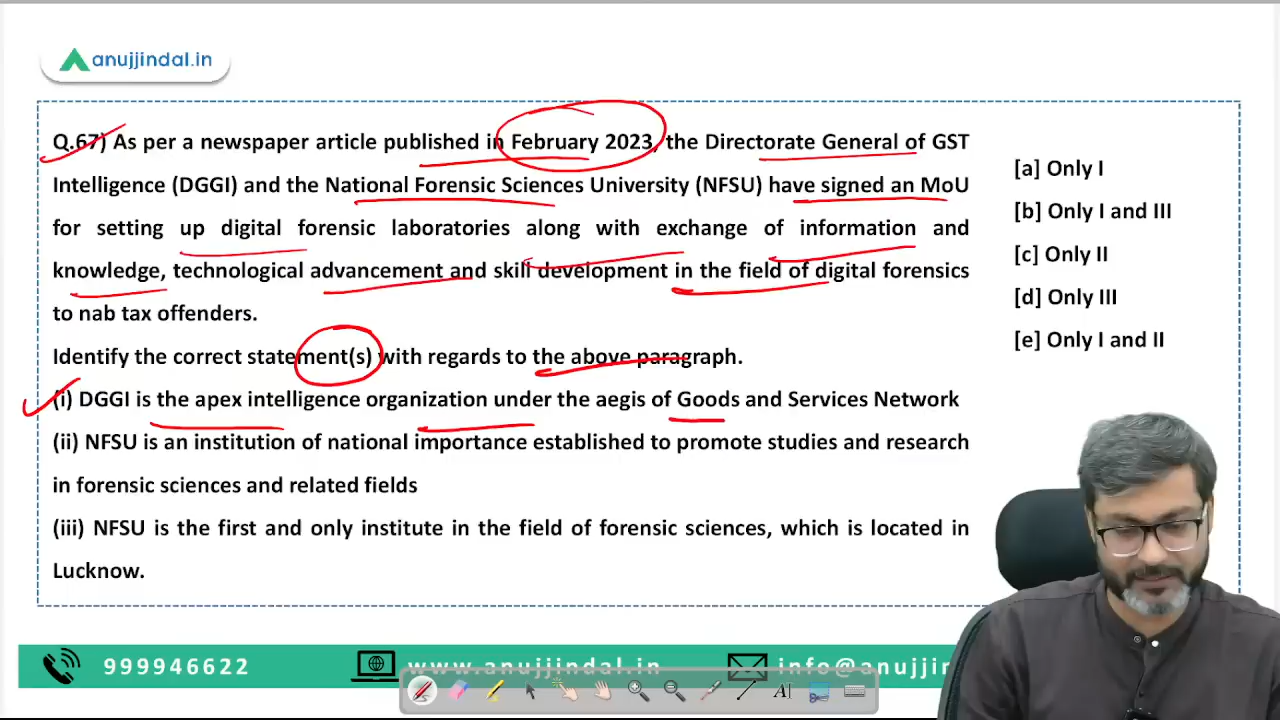 anujjindal.in
Q.67) As per a newspaper article published in February 2023, the Directorate General of GST
Intelligence (DGGI) and the National Forensic Sciences University (NFSU) have signed an MoU
for setting up digital forensic laboratories along with exchange of information and
knowledge, technological advancement and skill development in the field of digital forensics
to nab tax offenders.
Identify the correct statement(s) with regards to the above paragraph.
(i) DGGI is the apex intelligence organization under the aegis of Goods and Services Network
(ii) NFSU is an institution of national importance established to promote studies and research
in forensic sciences and related fields
(iii) NFSU is the first and only institute in the field of forensic sciences, which is located in
Lucknow.
[a] Only I
[b] Only I and III
[c] Only II
[d] Only III
[e] Only I and II
999946622
www.anujjindal.in
info@anujjin
A